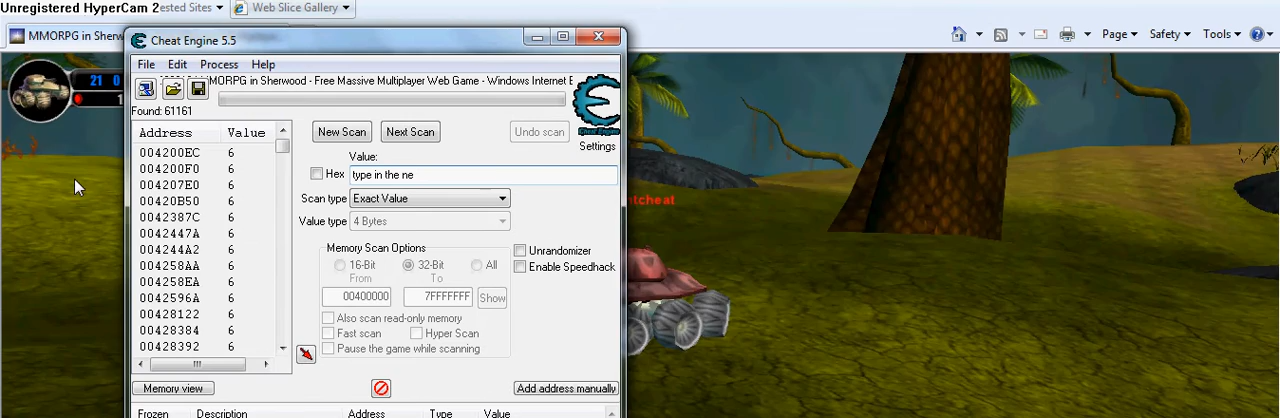 Unregistered HyperCam 2
ested Sites
Web Slice Gallery
MMORPG in Sherw
Page
Safety
Tools
Cheat Engine 5.5
File Edit Process Help
MMORPG in Sherwood - Free Massive Multiplayer Web Game - Windows Internet E
Found: 61161
Address Value
004200EC 6
004200F0 6
004207E0 6
00420B50 6
0042387C 6
0042447A 6
004244A2 6
004258AA 6
004258EA 6
0042596A 6
00428122 6
00428384 6
00428392 6
New Scan
Next Scan
Undo scan
Cheat Engine
Settings
Value:
Hex
type in the ne
Scan type
Exact Value
Value type
4 Bytes
Memory Scan Options
16-Bit
32-Bit
All
From
To
00400000
7FFFFFFF
Show
Also scan read-only memory
Fast scan
Hyper Scan
Pause the game while scanning
Unrandomizer
Enable Speedhack
Memory view
Add address manually
Frozen Description Address Type Value
21 0
1
ntcheat